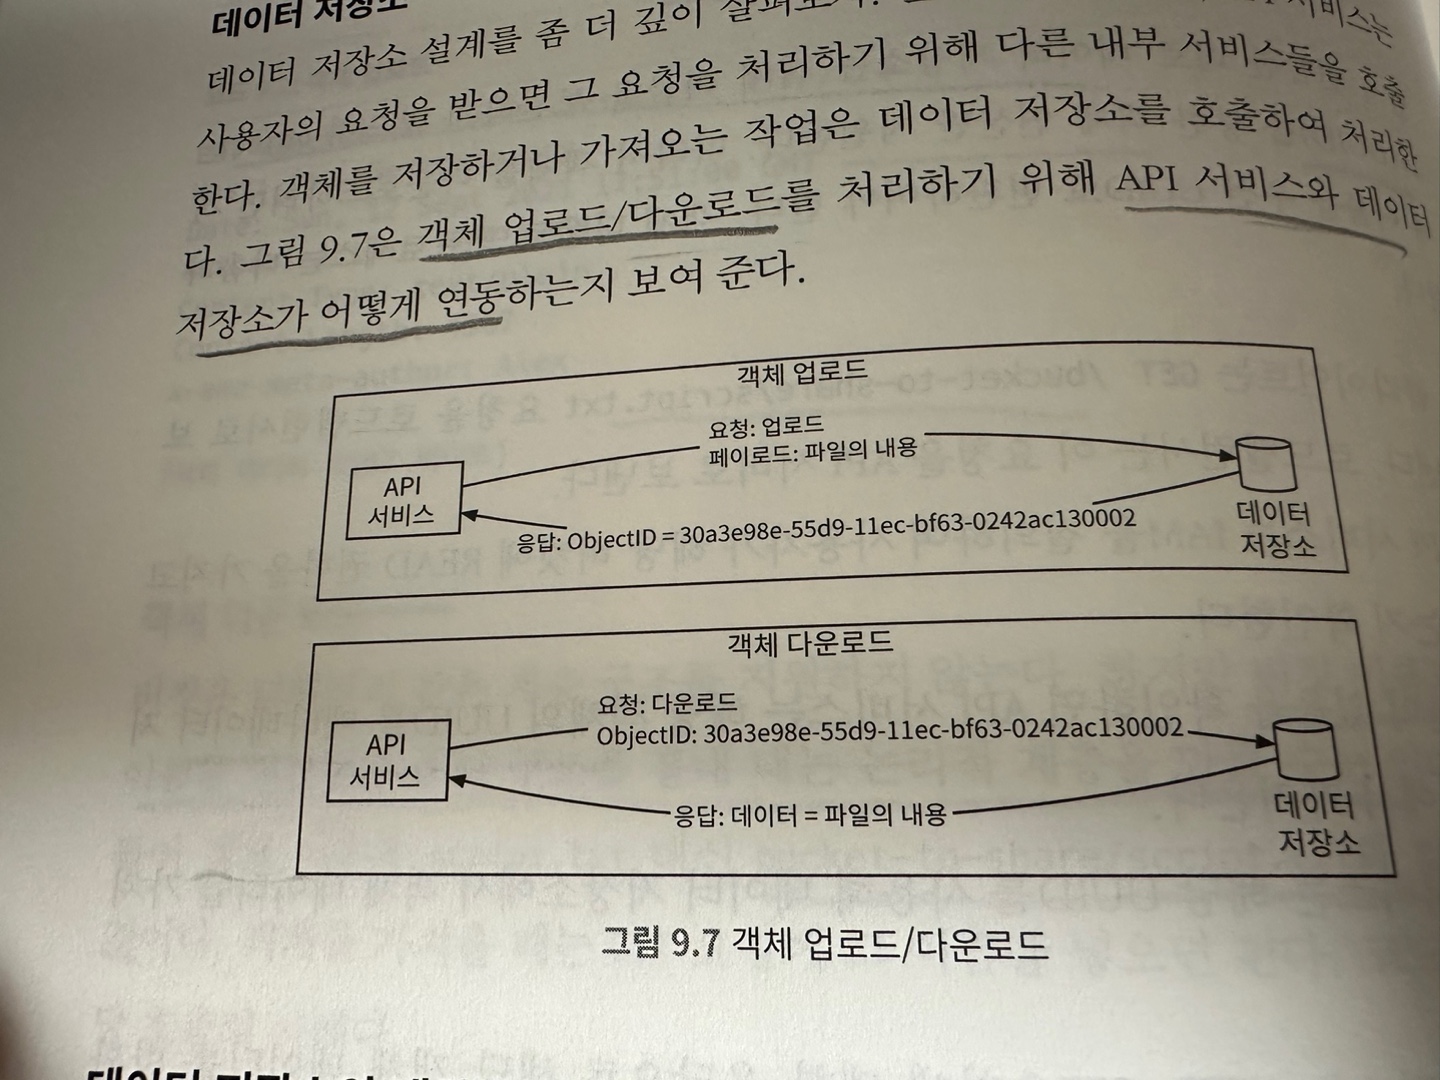 데이터 저장소
데이터 저장소 설계를 좀 더 깊이 살펴보자. 서비스는
사용자의 요청을 받으면 그 요청을 처리하기 위해 다른 내부 서비스들을 호출
한다. 객체를 저장하거나 가져오는 작업은 데이터 저장소를 호출하여 처리한
다. 그림 9.7은 객체 업로드/다운로드를 처리하기 위해 API 서비스와 데이터
저장소가 어떻게 연동하는지 보여 준다.
객체 업로드
요청: 업로드
페이로드: 파일의 내용
API
서비스
응답: ObjectID = 30a3e98e-55d9-11ec-bf63-0242ac130002
데이터
저장소
객체 다운로드
요청: 다운로드
ObjectID: 30a3e98e-55d9-11ec-bf63-0242ac130002
API
서비스
응답: 데이터 = 파일의 내용
데이터
저장소
그림 9.7 객체 업로드/다운로드